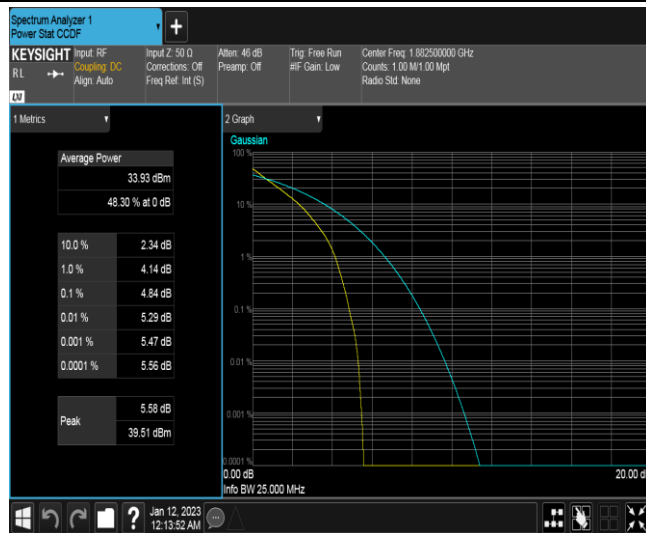 Spectrum Analyzer 1
Power Stat CCDF
KEYSIGHT
RL
Input: RF
Coupling: DC
Align: Auto
Input Z: 50 Ω
Corrections: Off
Freq Ref: Int (S)
Atten: 46 dB
Preamp: Off
Trig: Free Run
#IF Gain: Low
Center Freq: 1.882500000 GHz
Counts: 1.00 M/1.00 Mpt
Radio Std: None
1 Metrics
Average Power
33.93 dBm
48.30 % at 0 dB
10.0 % 2.34 dB
1.0 % 4.14 dB
0.1 % 4.84 dB
0.01 % 5.29 dB
0.001 % 5.47 dB
0.0001 % 5.56 dB
Peak
5.58 dB
39.51 dBm
2 Graph
Gaussian
100 %
10 %
1 %
0.1 %
0.01 %
0.001 %
0.0001 %
0.00 dB
20.00 d
Info BW 25.000 MHz
?
Jan 12, 2023
12:13:52 AM